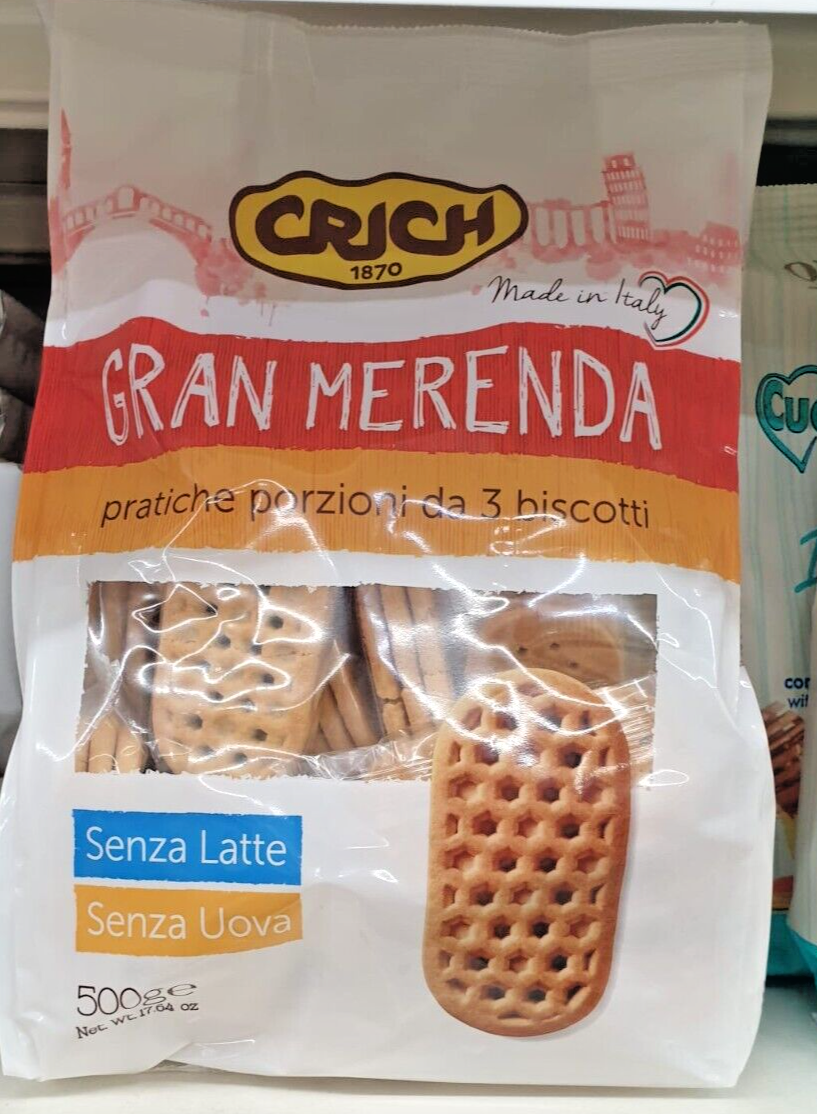 CRICH
1870
Made in Italy
GRAN MERENDA
pratiche porzioni da 3 biscotti
Senza Latte
Senza Uova
500g e
Net Wt. 17.64 oz